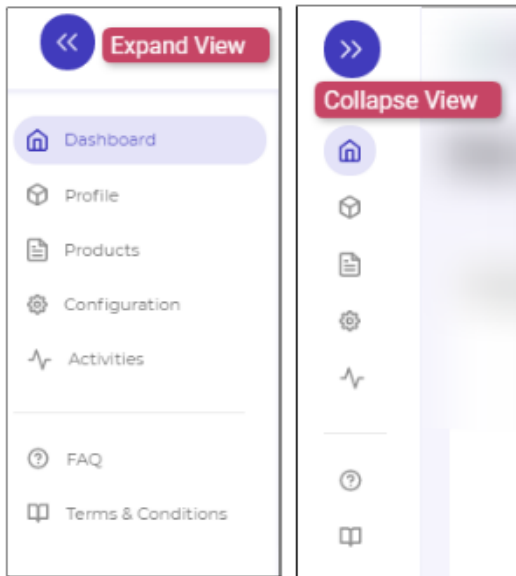 Expand View
Dashboard
Profile
Products
Configuration
Activities
FAQ
Terms & Conditions
Collapse View